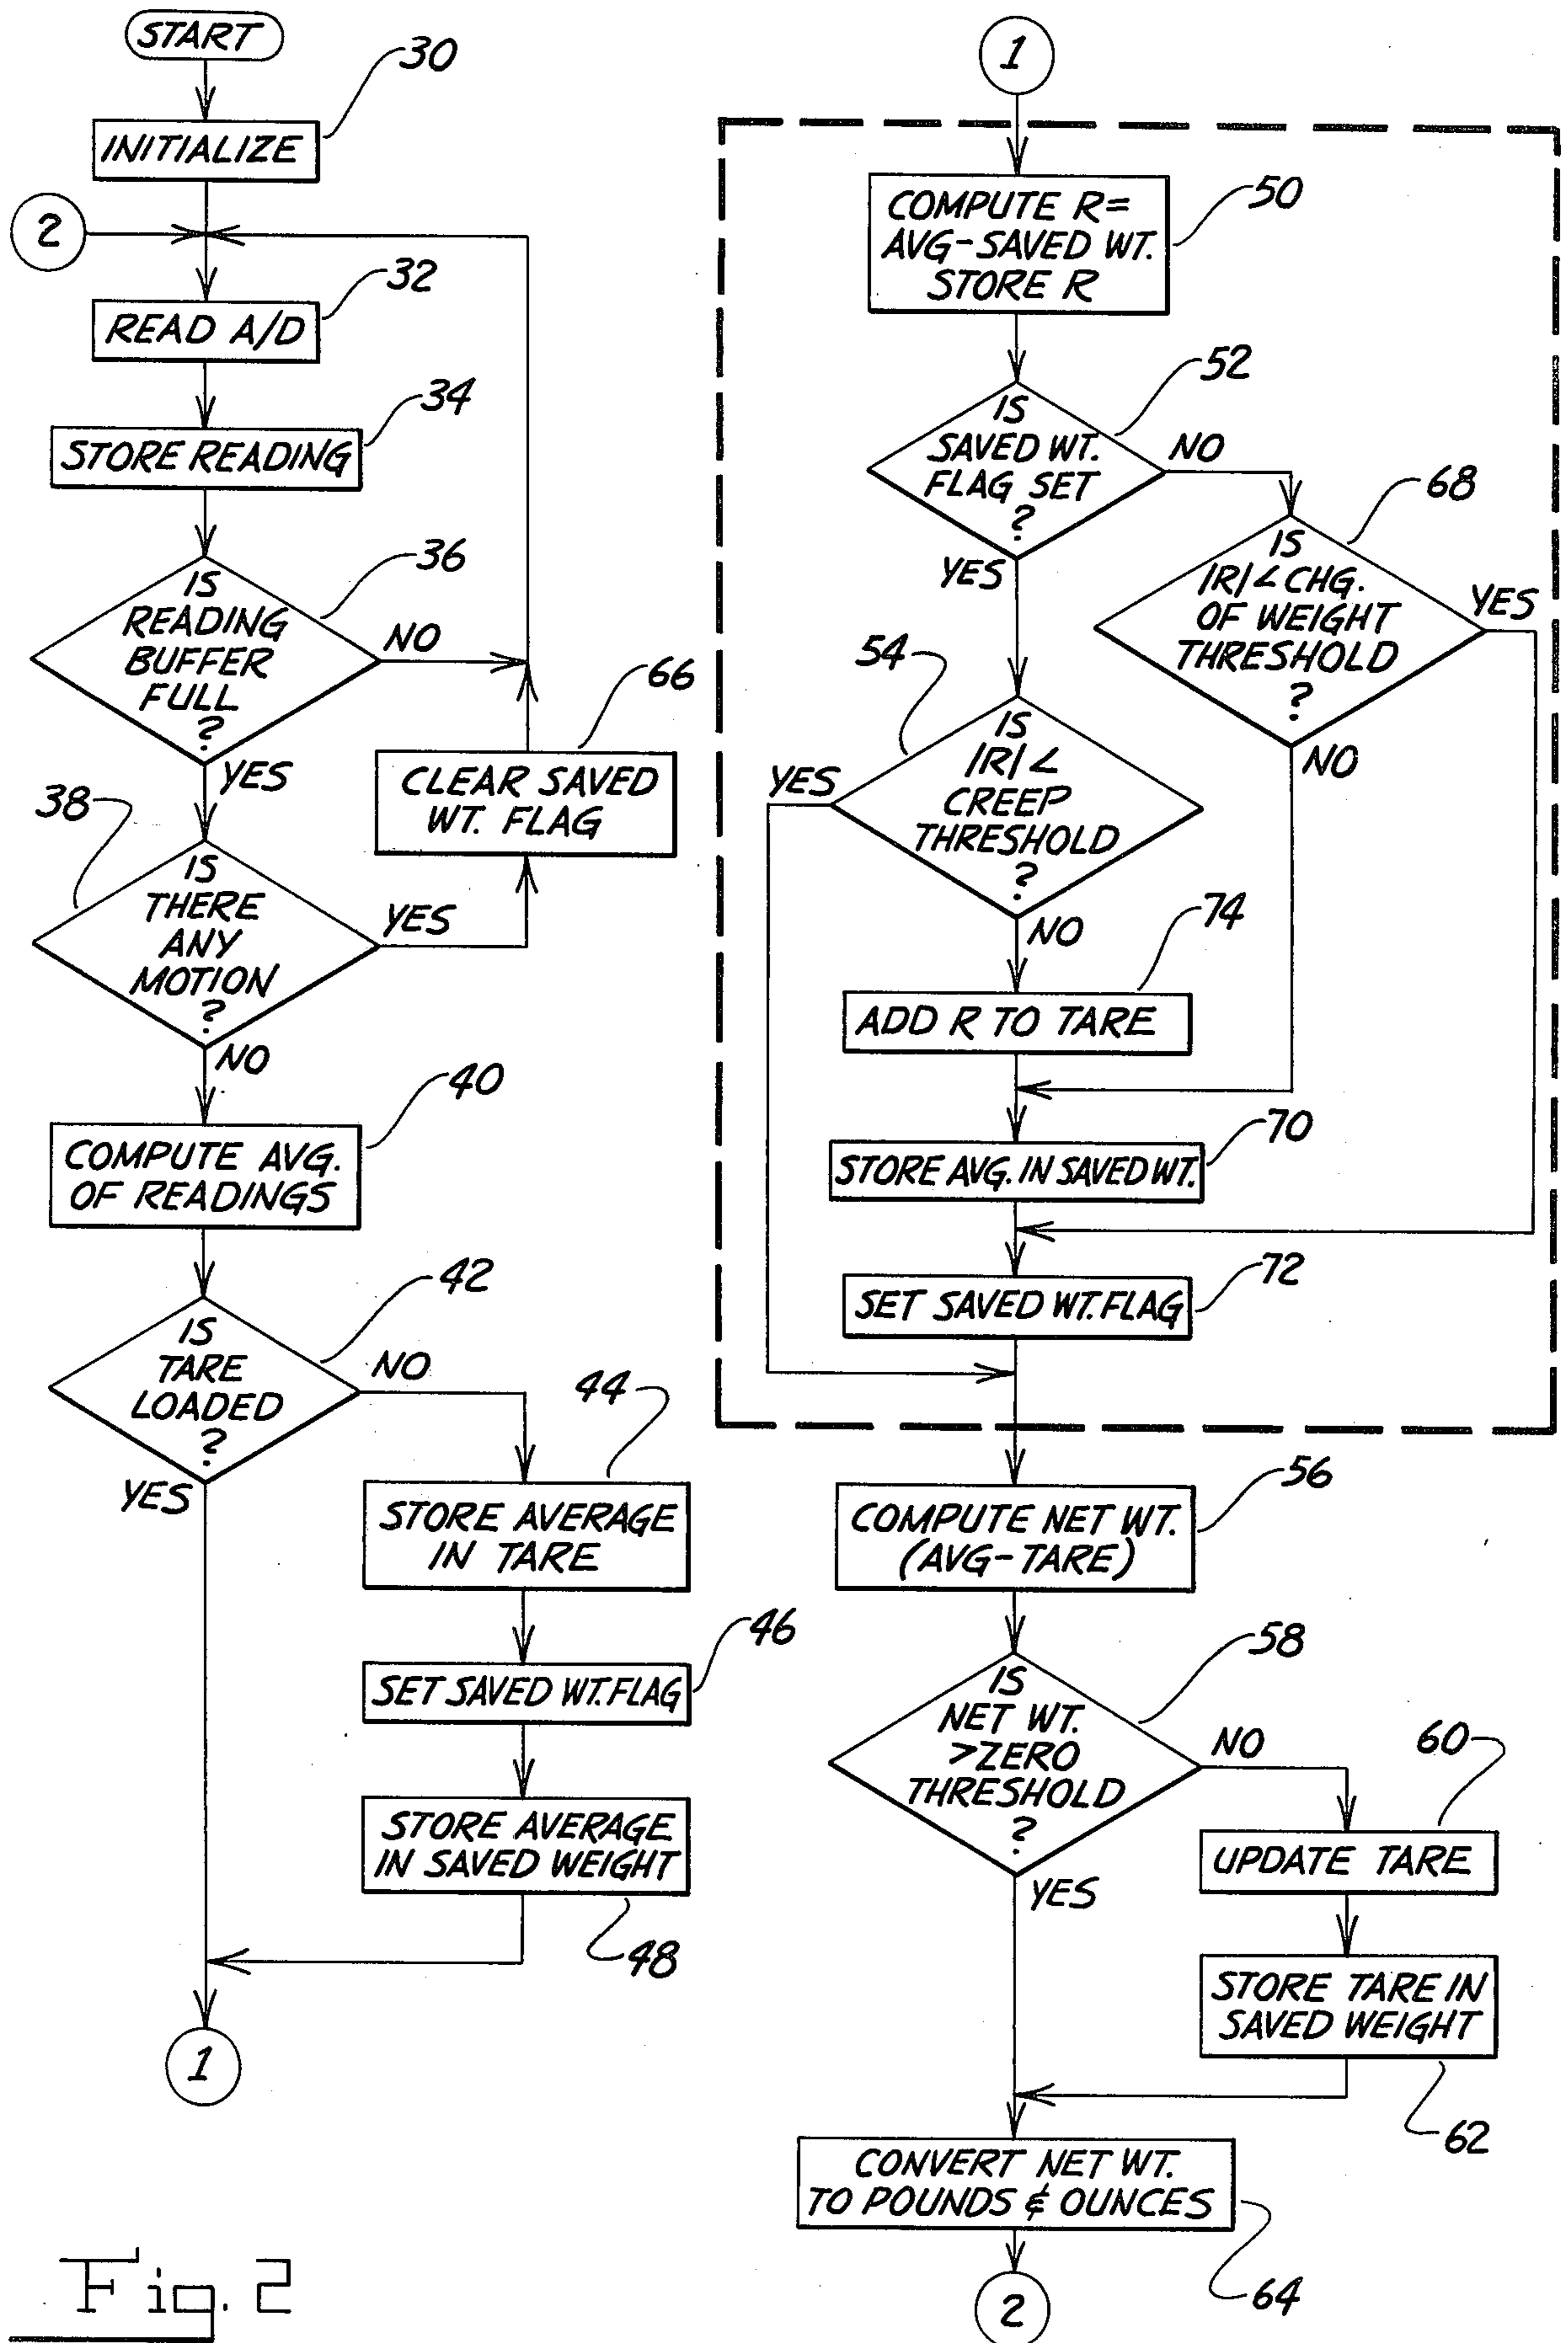 START
30
INITIALIZE
2
32
READ A/D
34
STORE READING
36
IS
READING
BUFFER
FULL
?
NO
YES
66
CLEAR SAVED
WT. FLAG
38
IS
THERE
ANY
MOTION
?
YES
NO
40
COMPUTE AVG.
OF READINGS
42
IS
TARE
LOADED
?
NO
YES
44
STORE AVERAGE
IN TARE
46
SET SAVED WT. FLAG
STORE AVERAGE
IN SAVED WEIGHT
48
1
Fig. 2
1
50
COMPUTE R=
AVG-SAVED WT.
STORE R
52
IS
SAVED WT.
FLAG SET
?
NO
YES
68
IS
|R|< CHG.
OF WEIGHT
THRESHOLD
?
YES
NO
54
IS
|R|<
CREEP
THRESHOLD
?
YES
NO
74
ADD R TO TARE
70
STORE AVG. IN SAVED WT.
72
SET SAVED WT. FLAG
56
COMPUTE NET WT.
(AVG-TARE)
58
IS
NET WT.
>ZERO
THRESHOLD
?
NO
YES
60
UPDATE TARE
STORE TARE IN
SAVED WEIGHT
62
CONVERT NET WT.
TO POUNDS & OUNCES
64
2